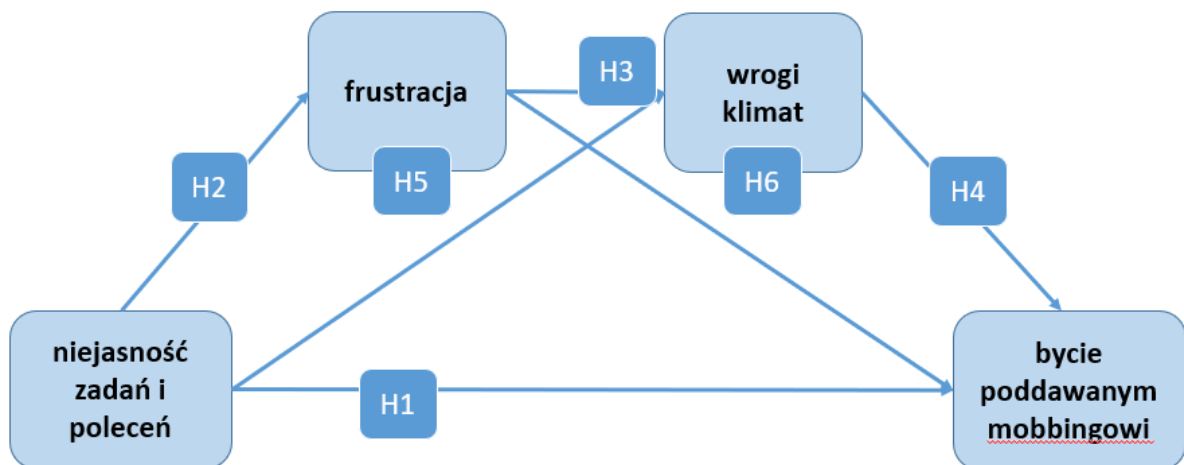 frustracja
H3
wrogi
klimat
H2
H5
H6
H4
niejasność
zadań i
poleceń
H1
bycie
poddawanym
mobbingowi